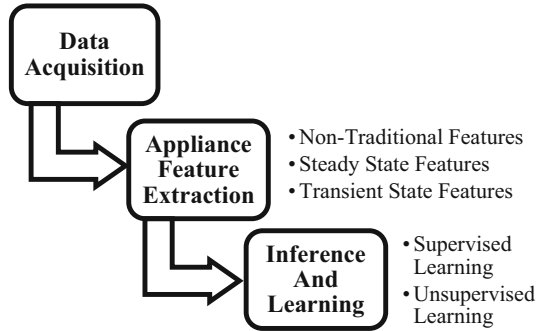 Data
Acquisition
Appliance
Feature
Extraction
• Non-Traditional Features
• Steady State Features
• Transient State Features
Inference
And
Learning
• Supervised
Learning
• Unsupervised
Learning